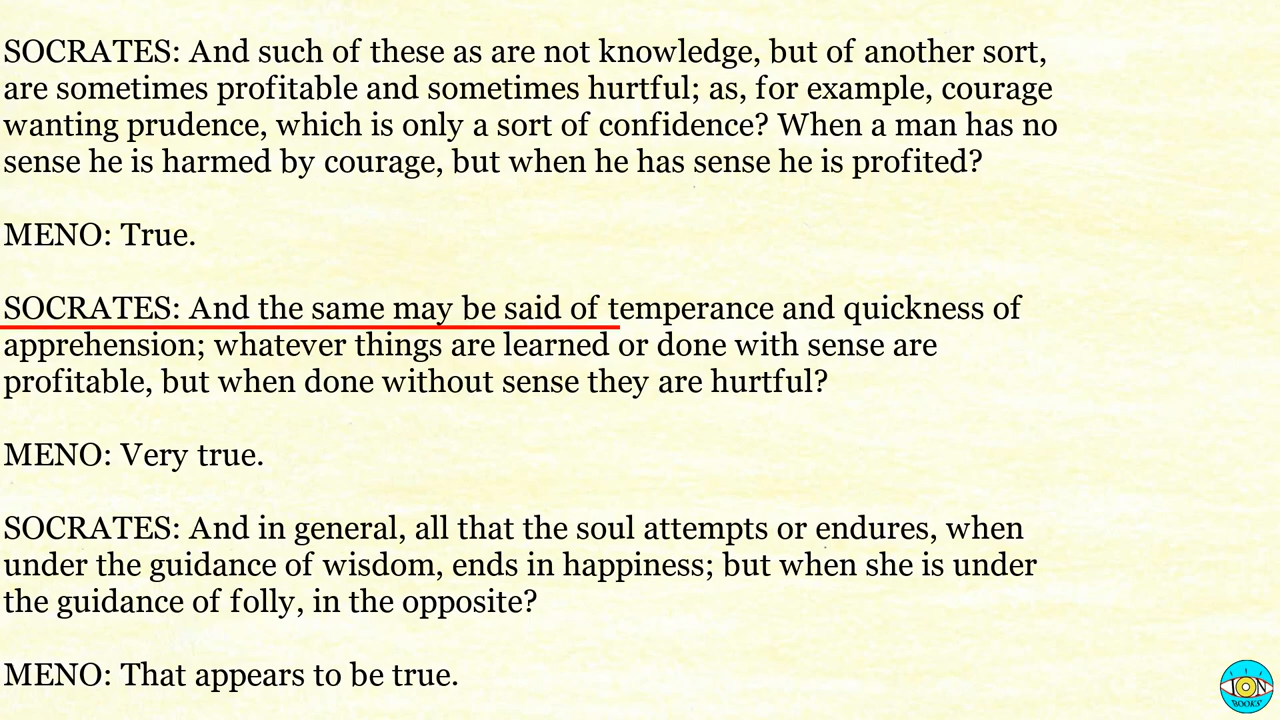 SOCRATES: And such of these as are not knowledge, but of another sort,
are sometimes profitable and sometimes hurtful; as, for example, courage
wanting prudence, which is only a sort of confidence? When a man has no
sense he is harmed by courage, but when he has sense he is profited?
MENO: True.
SOCRATES: And the same may be said of temperance and quickness of
apprehension; whatever things are learned or done with sense are
profitable, but when done without sense they are hurtful?
MENO: Very true.
SOCRATES: And in general, all that the soul attempts or endures, when
under the guidance of wisdom, ends in happiness; but when she is under
the guidance of folly, in the opposite?
MENO: That appears to be true.
ION
BOOKS